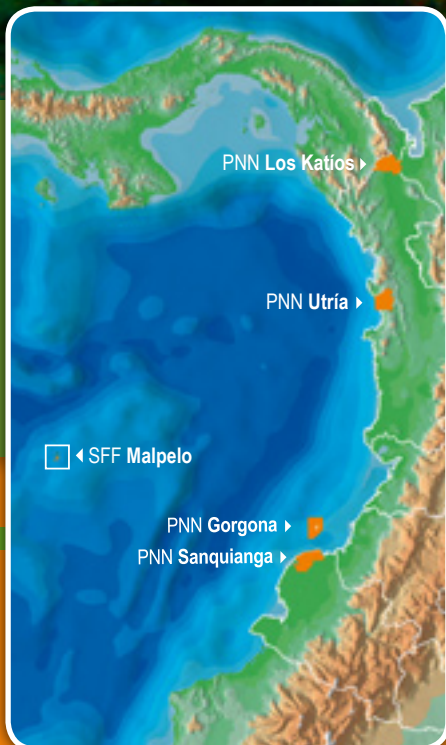 PNN Los Katíos
PNN Utría
SFF Malpelo
PNN Gorgona
PNN Sanquianga